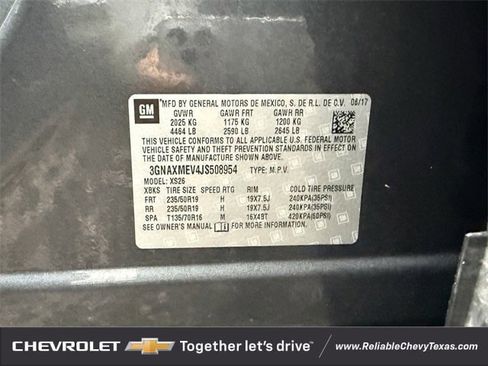 GM MFD BY GENERAL MOTORS DE MEXICO, S. DE R.L. DE C.V. 08/17
GVWR GAWR FRT GAWR RR
2025 KG 1175 KG 1200 KG
4464 LB 2590 LB 2645 LB
THIS VEHICLE CONFORMS TO ALL APPLICABLE U.S. FEDERAL MOTOR
VEHICLE SAFETY AND THEFT PREVENTION STANDARDS IN EFFECT
ON THE DATE OF MANUFACTURE SHOWN ABOVE.
3GNAXMEV4JS508954 TYPE: M.P.V.
MODEL: XS26
TIRE SIZE SPEED RTG RIM COLD TIRE PRESSURE
FRT 235/50R19 H 19X7.5J 240KPA(35PSI)
RR 235/50R19 H 19X7.5J 240KPA(35PSI)
SPA T135/70R16 M 16X4BT 420KPA(60PSI)
SEE OWNER'S MANUAL FOR MORE INFORMATION.
CHEVROLET Together let's drive™ www.ReliableChevyTexas.com